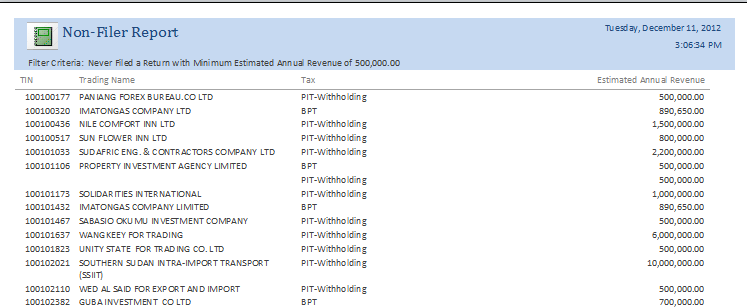 Non-Filer Report
Tuesday, December 11, 2012
3:06:34 PM
Filter Criteria: Never Filed a Return with Minimum Estimated Annual Revenue of 500,000.00
TIN Trading Name Tax Estimated Annual Revenue
100100177 PANIANG FOREX BUREAU.CO LTD PIT-Withholding 500,000.00
100100320 IMATONGAS COMPANY LTD BPT 890,650.00
100100436 NILE COMFORT INN LTD PIT-Withholding 1,500,000.00
100100517 SUN FLOWER INN LTD PIT-Withholding 800,000.00
100101033 SUDAFRIC ENG. & CONTRACTORS COMPANY LTD PIT-Withholding 2,200,000.00
100101106 PROPERTY INVESTMENT AGENCY LIMITED BPT 500,000.00
PIT-Withholding 500,000.00
100101173 SOLIDARITIES INTERNATIONAL PIT-Withholding 1,000,000.00
100101432 IMATONGAS COMPANY LIMITED BPT 890,650.00
100101467 SABASIO OKUMU INVESTMENT COMPANY PIT-Withholding 500,000.00
100101637 WANGKEEY FOR TRADING PIT-Withholding 6,000,000.00
100101823 UNITY STATE FOR TRADING CO. LTD PIT-Withholding 500,000.00
100102021 SOUTHERN SUDAN INTRA-IMPORT TRANSPORT PIT-Withholding 10,000,000.00
(SSIIT)
100102110 WED AL SAID FOR EXPORT AND IMPORT PIT-Withholding 500,000.00
100102382 GUBA INVESTMENT CO LTD BPT 700,000.00